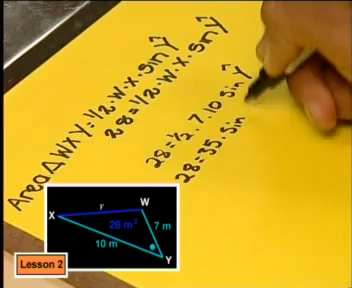 Area ΔWXY = 1/2 · W · X · sin Ŷ
28 = 1/2 · W · X · sin Ŷ
28 = 1/2 · 7 · 10 sin Ŷ
28 = 35 · sin
y
W
X
28 m²
7 m
10 m
Y
Lesson 2